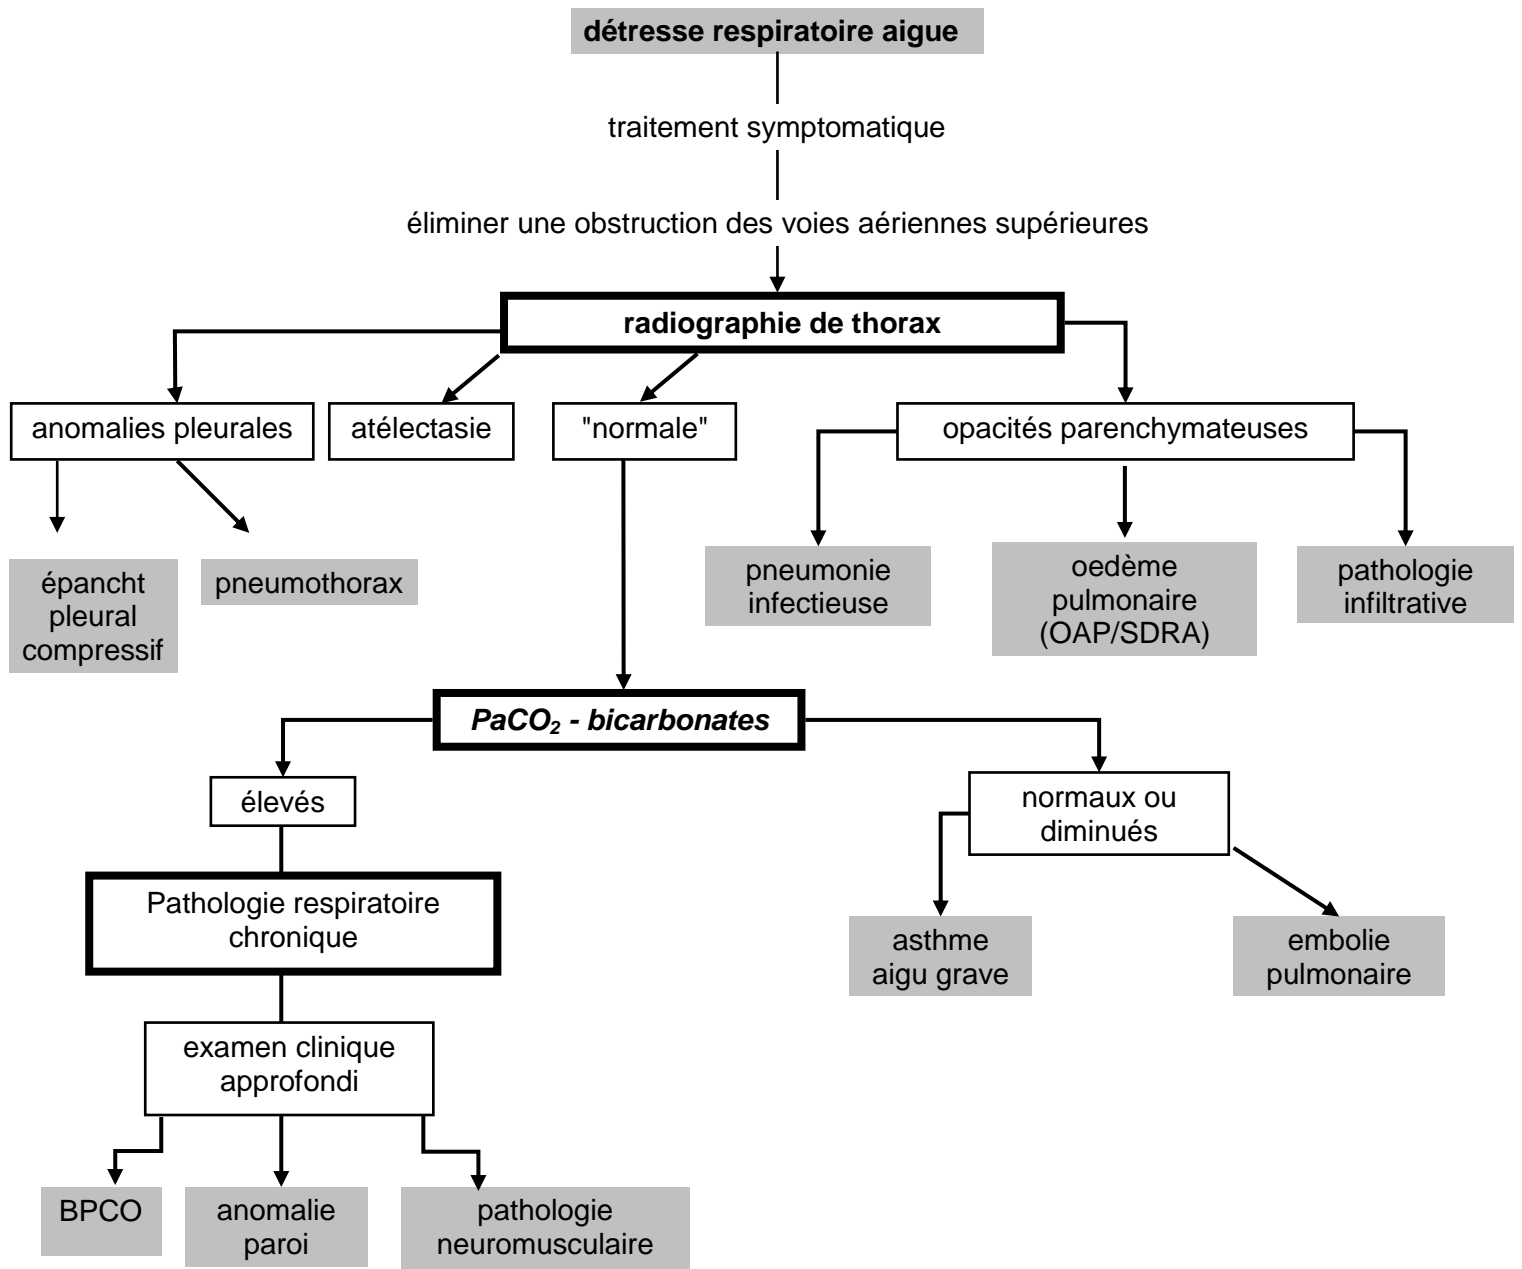 détresse respiratoire aigue
traitement symptomatique
éliminer une obstruction des voies aériennes supérieures
radiographie de thorax
anomalies pleurales
atélectasie
"normale"
opacités parenchymateuses
épancht
pleural
compressif
pneumothorax
pneumonie
infectieuse
oedème
pulmonaire
(OAP/SDRA)
pathologie
infiltrative
PaCO₂ - bicarbonates
élevés
normaux ou
diminués
Pathologie respiratoire
chronique
asthme
aigu grave
embolie
pulmonaire
examen clinique
approfondi
BPCO
anomalie
paroi
pathologie
neuromusculaire